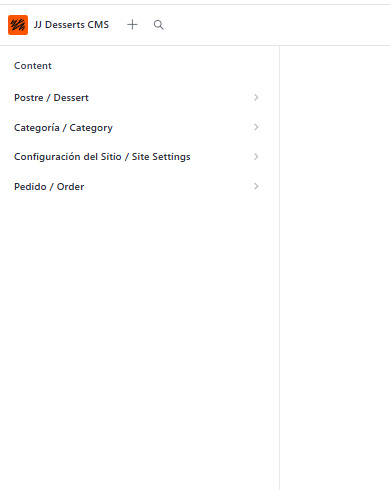 JJ Desserts CMS
Content
Postre / Dessert
Categoría / Category
Configuración del Sitio / Site Settings
Pedido / Order